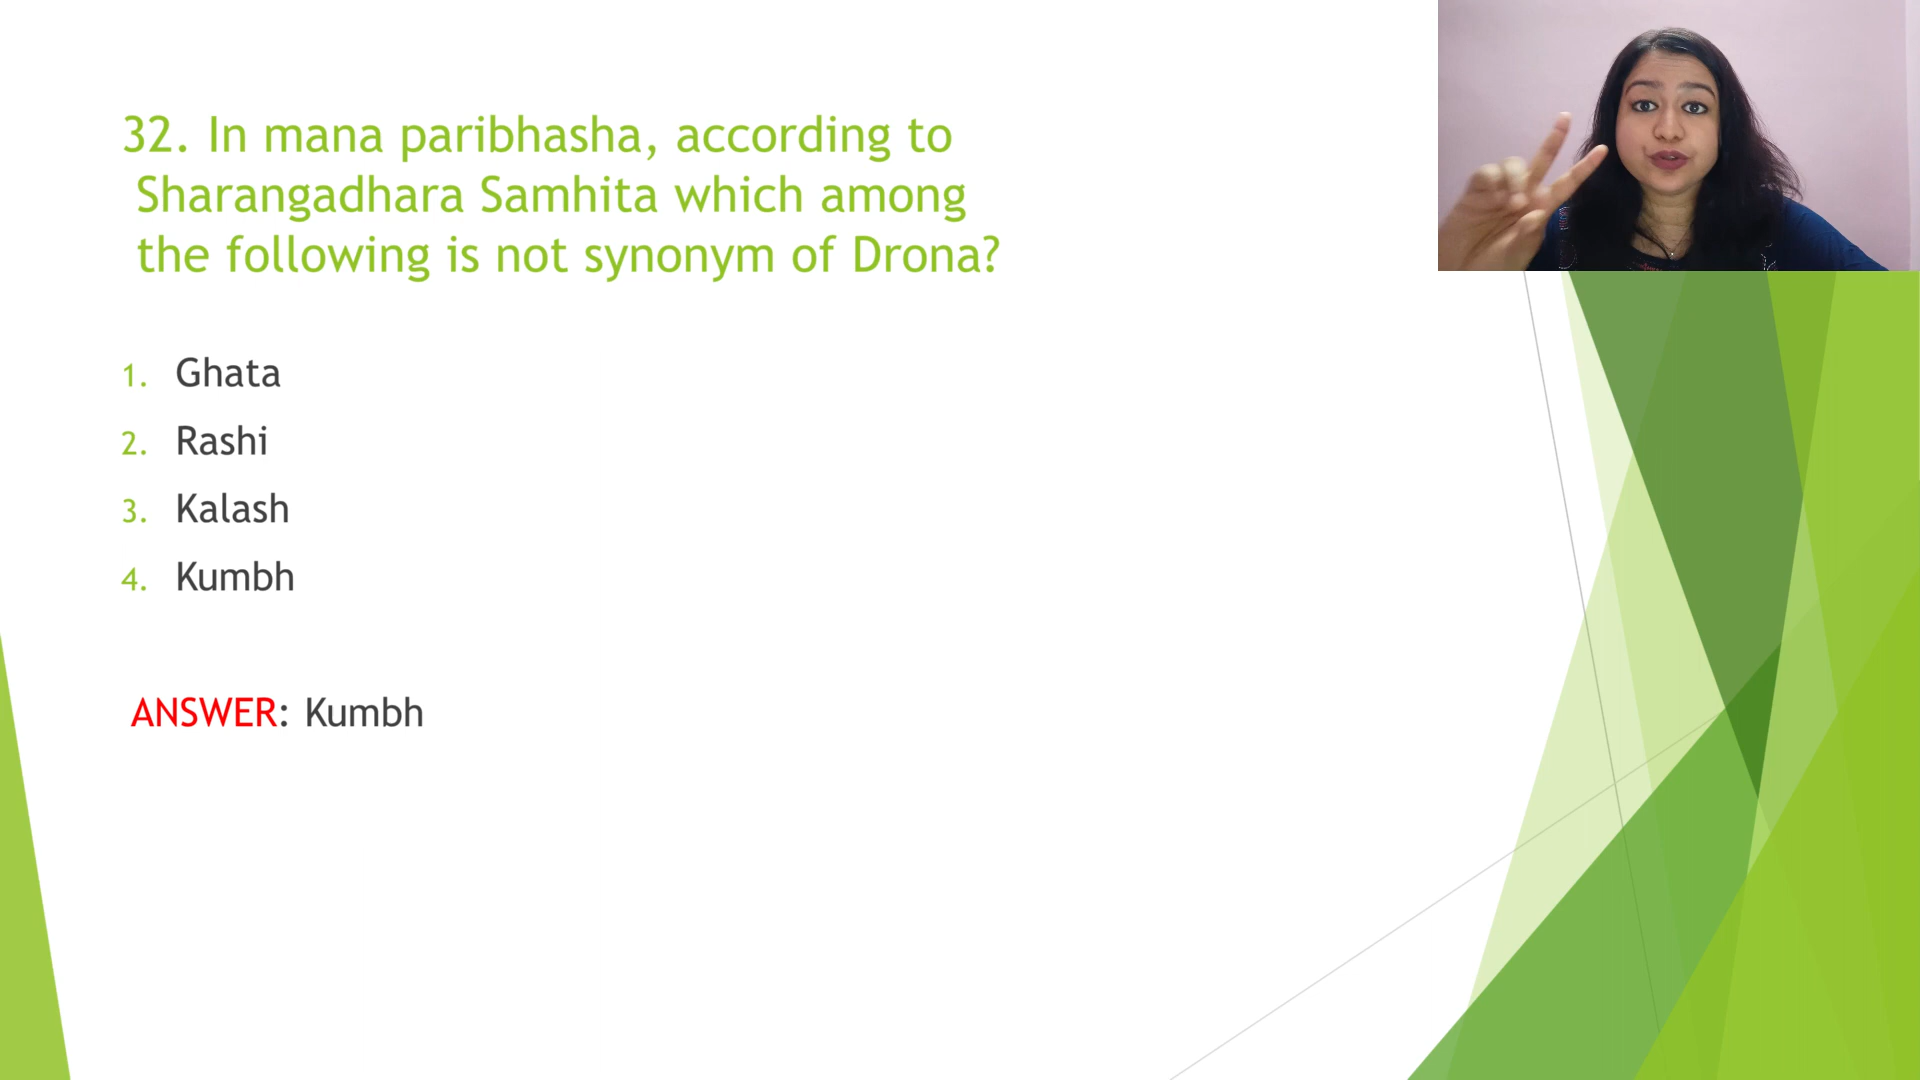 32. In mana paribhasha, according to
Sharangadhara Samhita which among
the following is not synonym of Drona?
1. Ghata
2. Rashi
3. Kalash
4. Kumbh
ANSWER: Kumbh